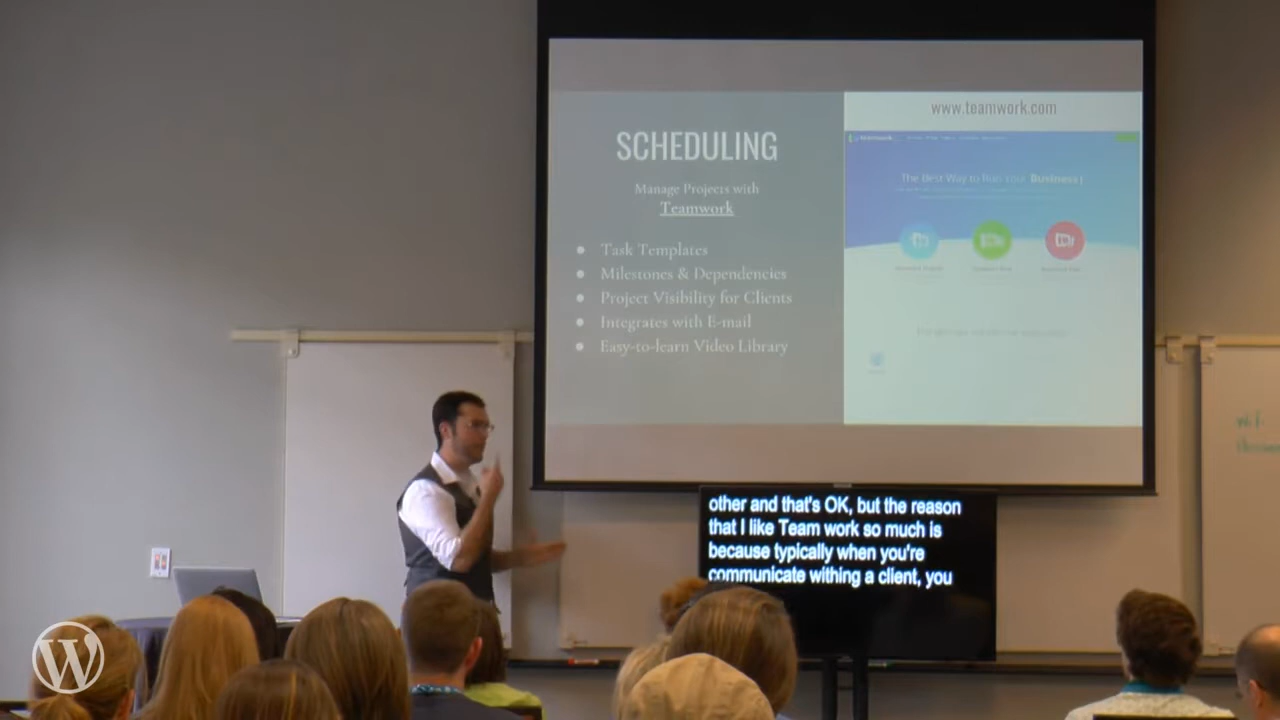 www.teamwork.com
SCHEDULING
Manage Projects with
Teamwork
● Task Templates
● Milestones & Dependencies
● Project Visibility for Clients
● Integrates with E-mail
● Easy-to-learn Video Library
The Best Way to Run Your Business
other and that's OK, but the reason
that I like Team work so much is
because typically when you're
communicate withing a client, you